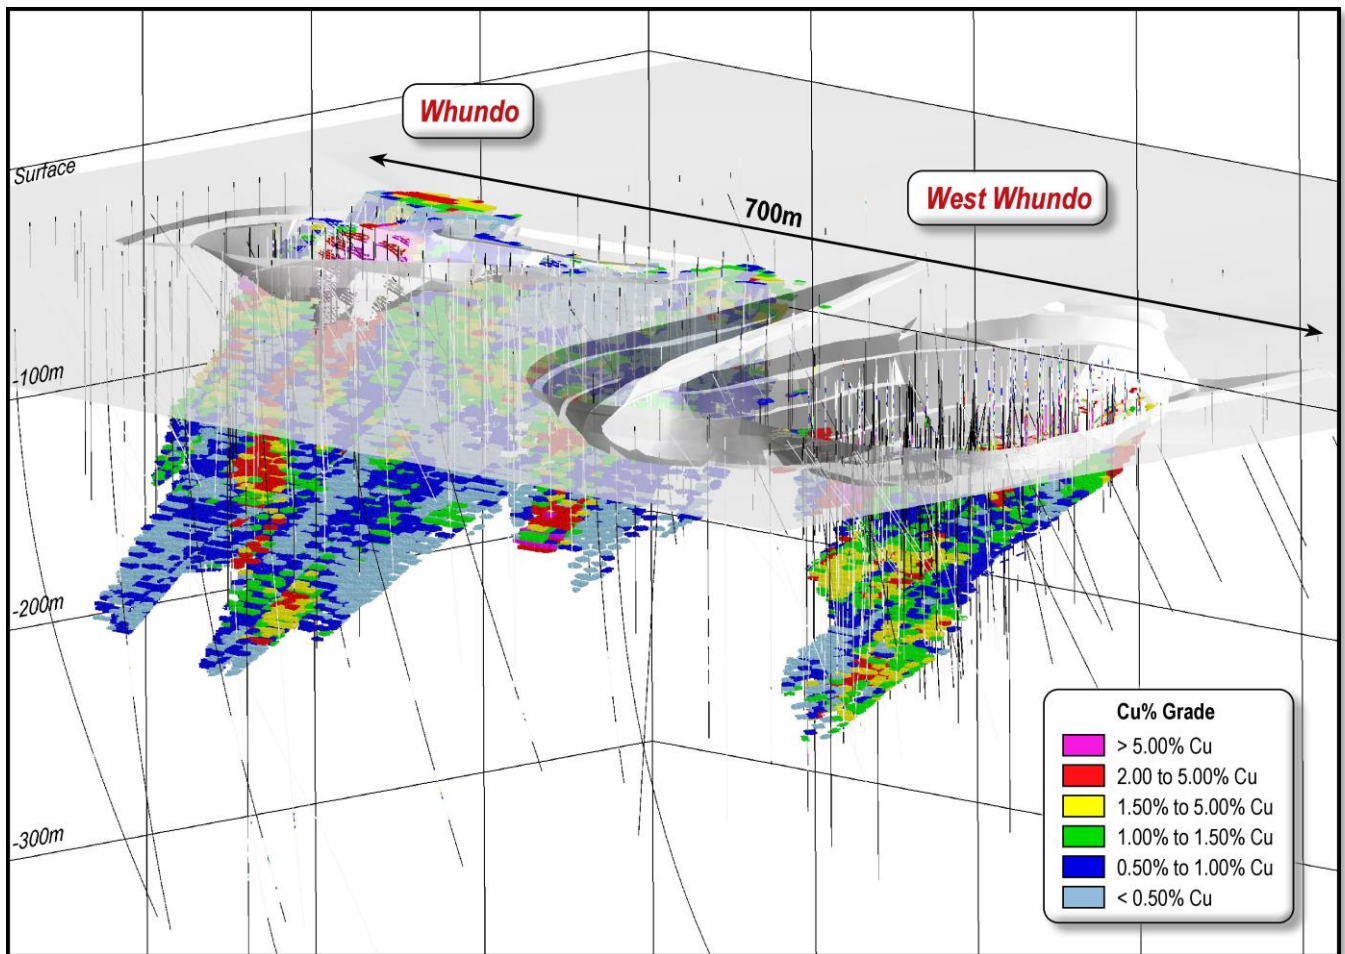 Whundo
Surface
West Whundo
700m
-100m
-200m
-300m
Cu% Grade
> 5.00% Cu
2.00 to 5.00% Cu
1.50% to 5.00% Cu
1.00% to 1.50% Cu
0.50% to 1.00% Cu
< 0.50% Cu